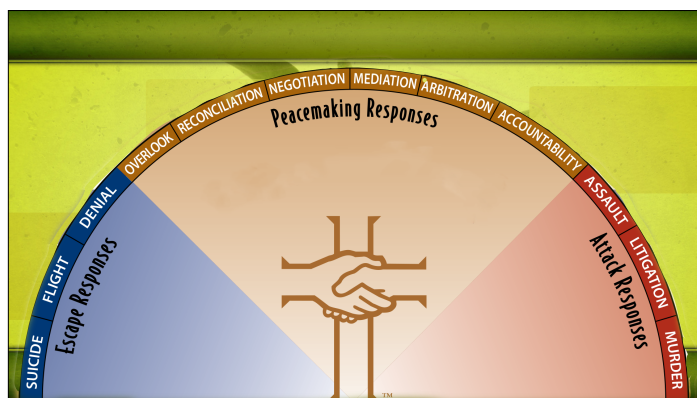 SUICIDE
FLIGHT
DENIAL
OVERLOOK
RECONCILIATION
NEGOTIATION
MEDIATION
ARBITRATION
ACCOUNTABILITY
ASSAULT
LITIGATION
MURDER
Escape Responses
Peacemaking Responses
Attack Responses
TM